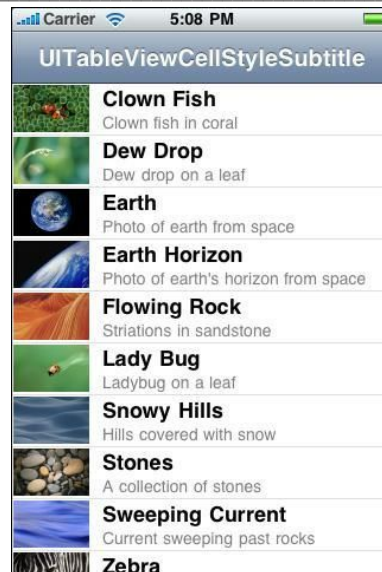 Carrier 5:08 PM
UITableViewCellStyleSubtitle
Clown Fish
Clown fish in coral
Dew Drop
Dew drop on a leaf
Earth
Photo of earth from space
Earth Horizon
Photo of earth's horizon from space
Flowing Rock
Striations in sandstone
Lady Bug
Ladybug on a leaf
Snowy Hills
Hills covered with snow
Stones
A collection of stones
Sweeping Current
Current sweeping past rocks
Zebra